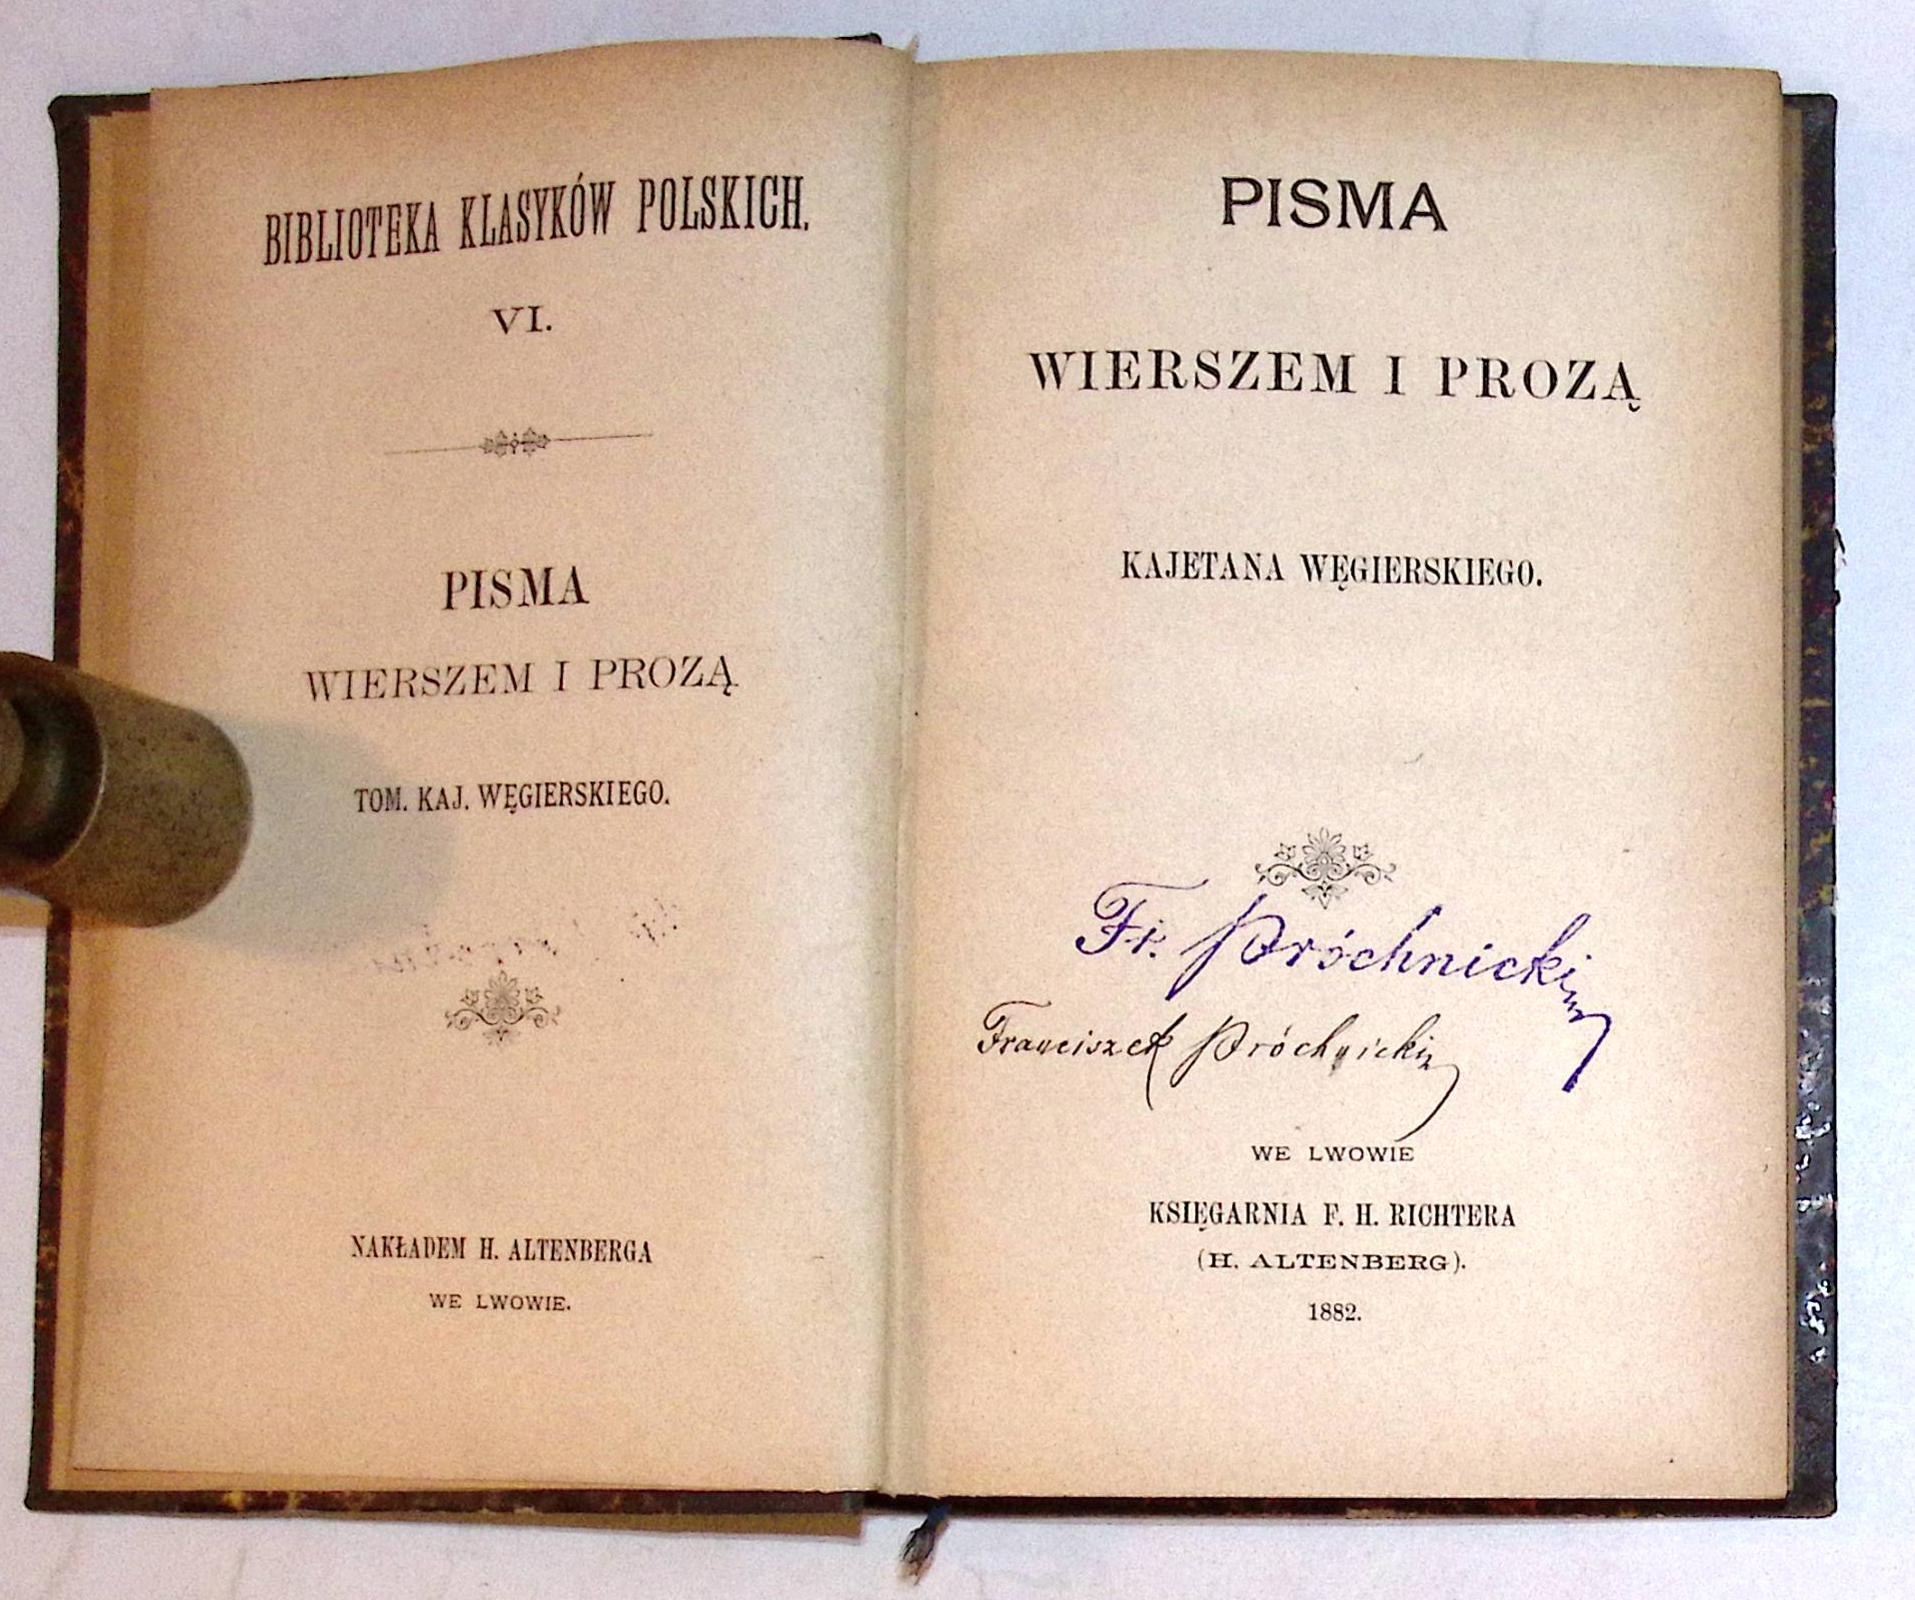 BIBLIOTEKA KLASYKÓW POLSKICH.
VI.
PISMA
WIERSZEM I PROZĄ
TOM. KAJ. WĘGIERSKIEGO.
NAKŁADEM H. ALTENBERGA
WE LWOWIE.
PISMA
WIERSZEM I PROZĄ
KAJETANA WĘGIERSKIEGO.
Fr. Próchnicki
Franciszek Próchnicki
WE LWOWIE
KSIĘGARNIA F. H. RICHTERA
(H. ALTENBERG).
1882.